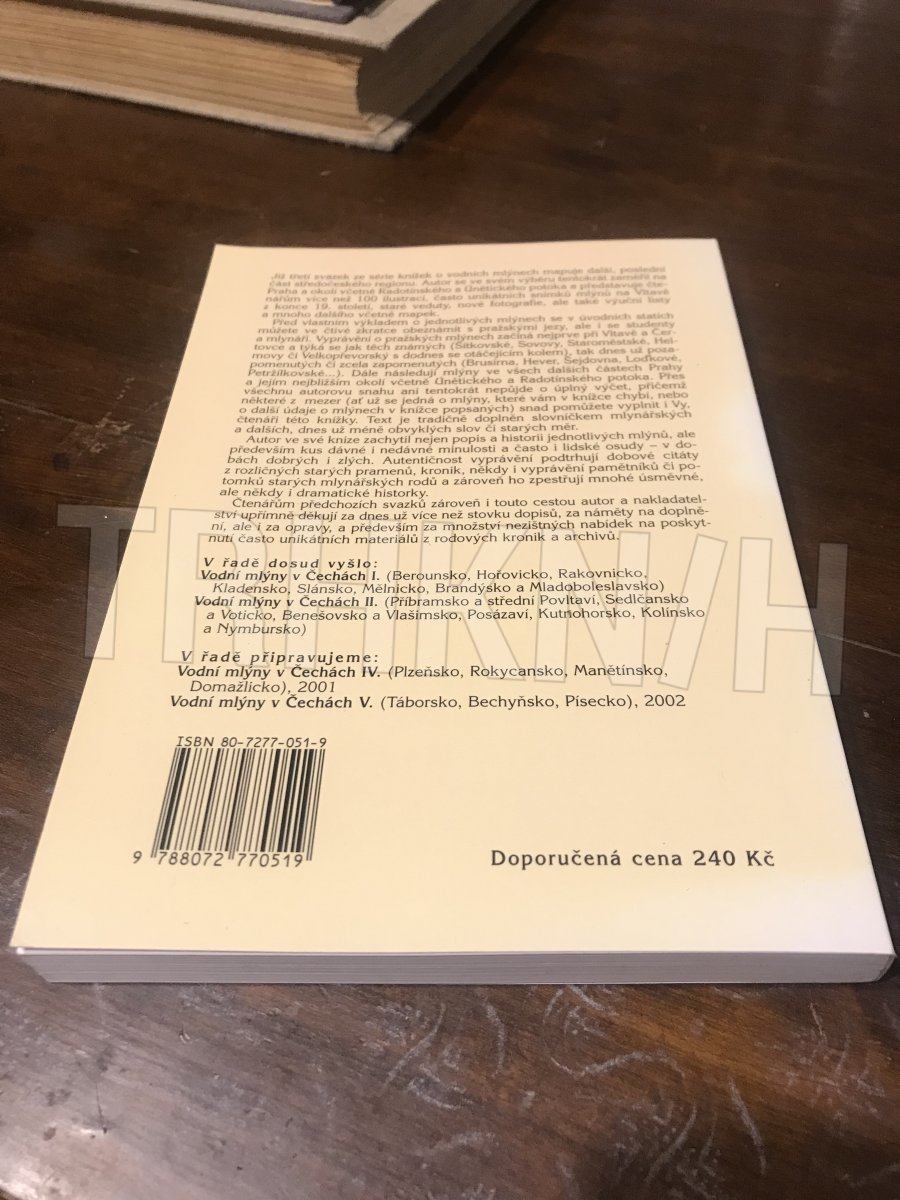 Již třetí svazek ze série knížek o vodních mlýnech mapuje další, poslední
část středočeského regionu. Autor se ve svém výběru tentokrát zaměřil na
Praha a okolí včetně Radotínského a Únětického potoka a představuje čte-
nářům více než 100 ilustrací, často unikátních snímků mlýnů na Vltavě
z konce 19. století, staré veduty, nové fotografie, ale také výuční listy
a mnoho dalšího včetně mapek.
Před vlastním výkladem o jednotlivých mlýnech se v úvodních statích
můžete ve čtivé zkratce obeznámit s pražskými jezy, ale i se studenty
a mlynáři. Vyprávění o pražských mlýnech začíná nejprve při Vltavě a Čer-
tovce a týká se jak těch známých (Šítkovské, Sovovy, Staroměstské, Hei-
movy či Velkopřevorský s dodnes se otáčejícím kolem), tak dnes už poza-
pomenutých či zcela zapomenutých (Brusírna, Hever, Šejdovna, Loďkové,
Petržilkovské...). Dále následují mlýny ve všech dalších částech Prahy
a jejím nejbližším okolí včetně Únětického a Radotínského potoka. Přes
všechnu autorovu snahu ani tentokrát nepůjde o úplný výčet, přičemž
některé z mezer (ať už se jedná o mlýny, které vám v knížce chybí, nebo
o další údaje o mlýnech v knížce popsaných) snad pomůžete vyplnit i Vy,
čtenáři této knížky. Text je tradičně doplněn slovníčkem mlynářských
a dalších, dnes už méně obvyklých slov či starých měr.
Autor ve své knize zachytil nejen popis a historii jednotlivých mlýnů, ale
především kus dávné i nedávné minulosti a často i lidské osudy – v do-
bách dobrých i zlých. Autentičnost vyprávění podtrhují dobové citáty
z rozličných starých pramenů, kronik, někdy i vyprávění pamětníků či po-
tomků starých mlynářských rodů a zároveň ho zpestřují mnohé úsměvné,
ale někdy i dramatické historky.
Čtenářům předchozích svazků zároveň i touto cestou autor a nakladatel-
ství upřímně děkují za dnes už více než stovku dopisů, za náměty na doplně-
ní, ale i za opravy, a především za množství nezištných nabídek na poskyt-
nutí často unikátních materiálů z rodových kronik a archivů.
V řadě dosud vyšlo:
Vodní mlýny v Čechách I. (Berounsko, Hořovicko, Rakovnicko,
Kladensko, Slánsko, Mělnicko, Brandýsko a Mladoboleslavsko)
Vodní mlýny v Čechách II. (Příbramsko a střední Povltaví, Sedlčansko
a Voticko, Benešovsko a Vlašimsko, Posázaví, Kutnohorsko, Kolínsko
a Nymbursko)
V řadě připravujeme:
Vodní mlýny v Čechách IV. (Plzeňsko, Rokycansko, Manětínsko,
Domažlicko), 2001
Vodní mlýny v Čechách V. (Táborsko, Bechyňsko, Písecko), 2002
ISBN 80-7277-051-9
9 788072 770519
Doporučená cena 240 Kč